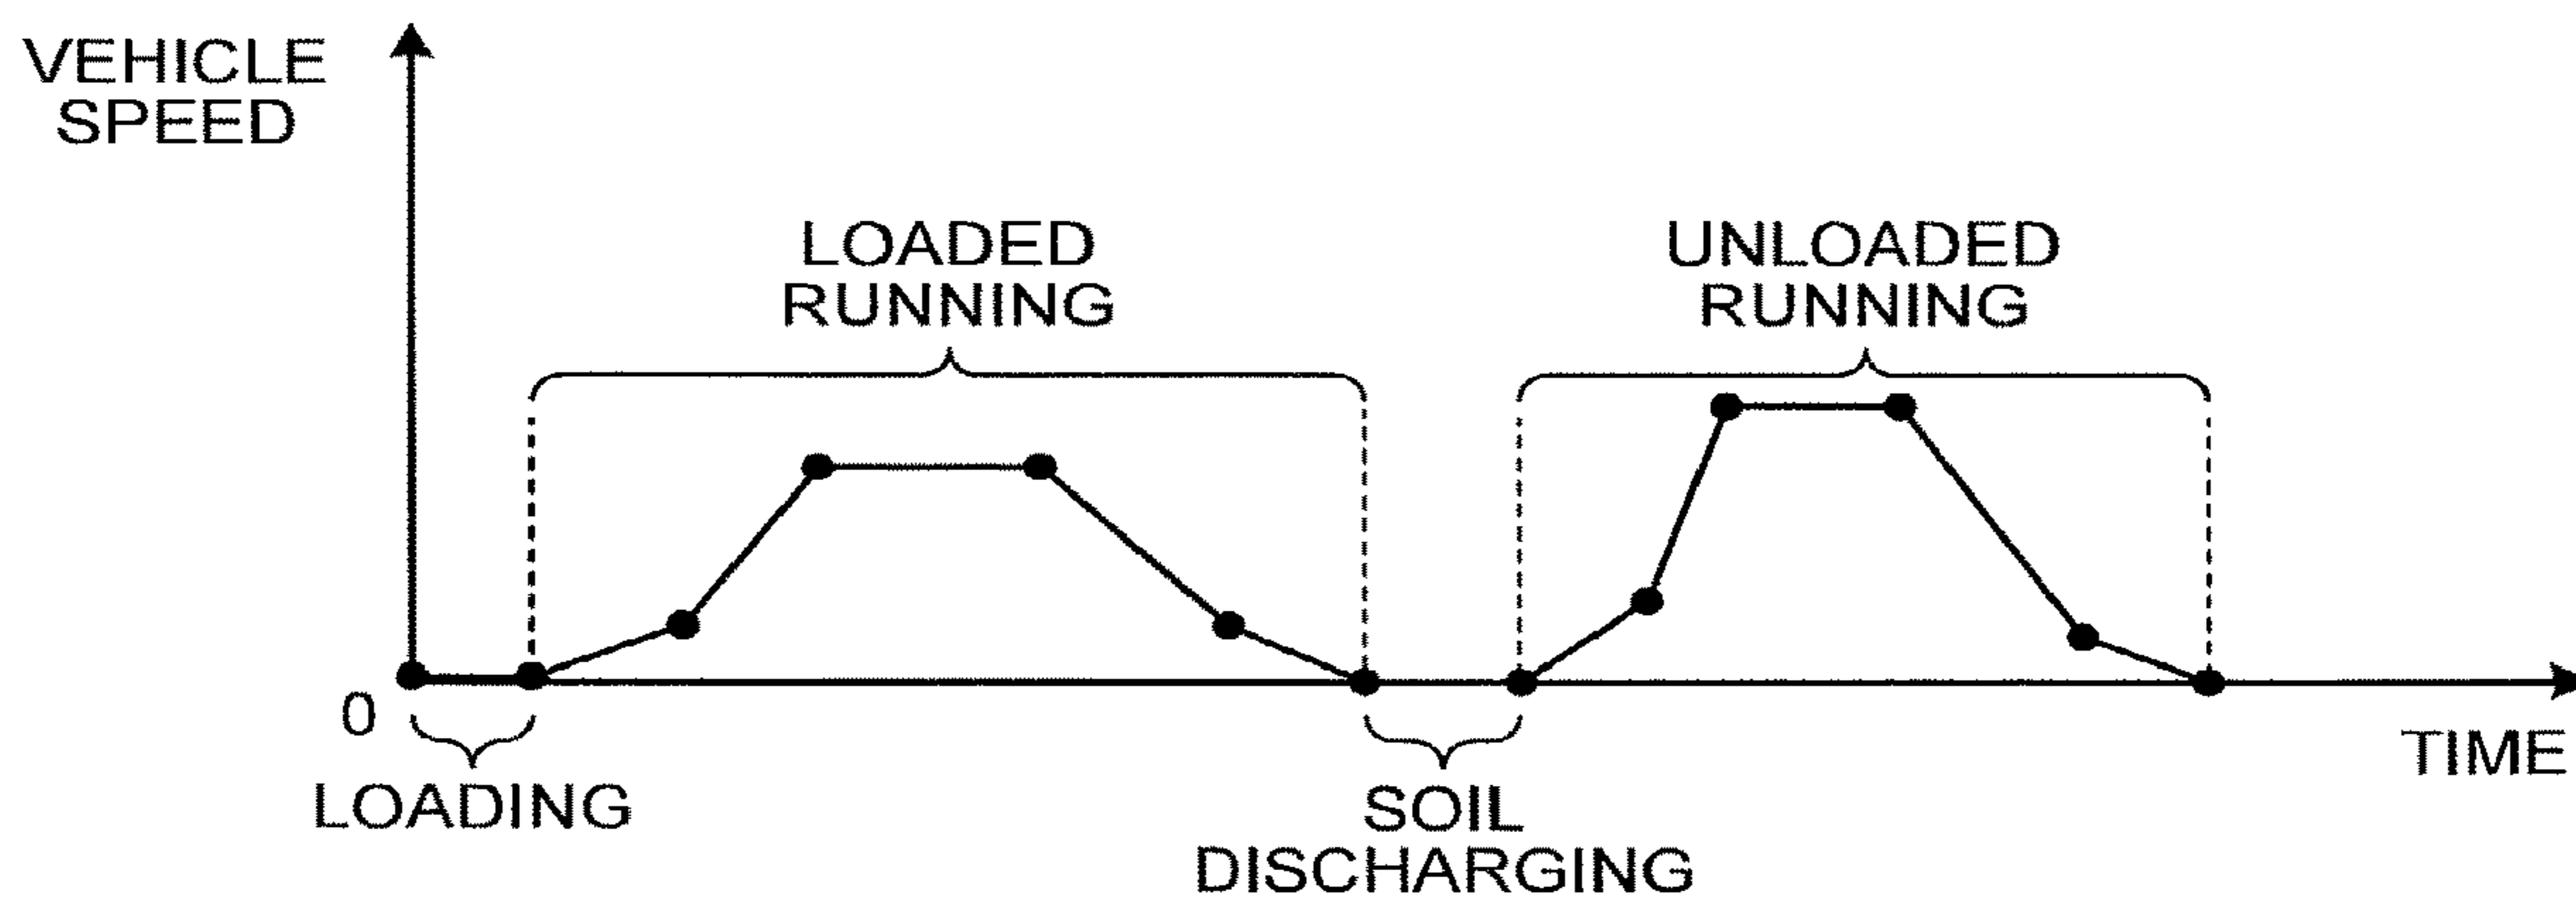 VEHICLE
SPEED
LOADED
RUNNING
UNLOADED
RUNNING
0
LOADING
SOIL
DISCHARGING
TIME